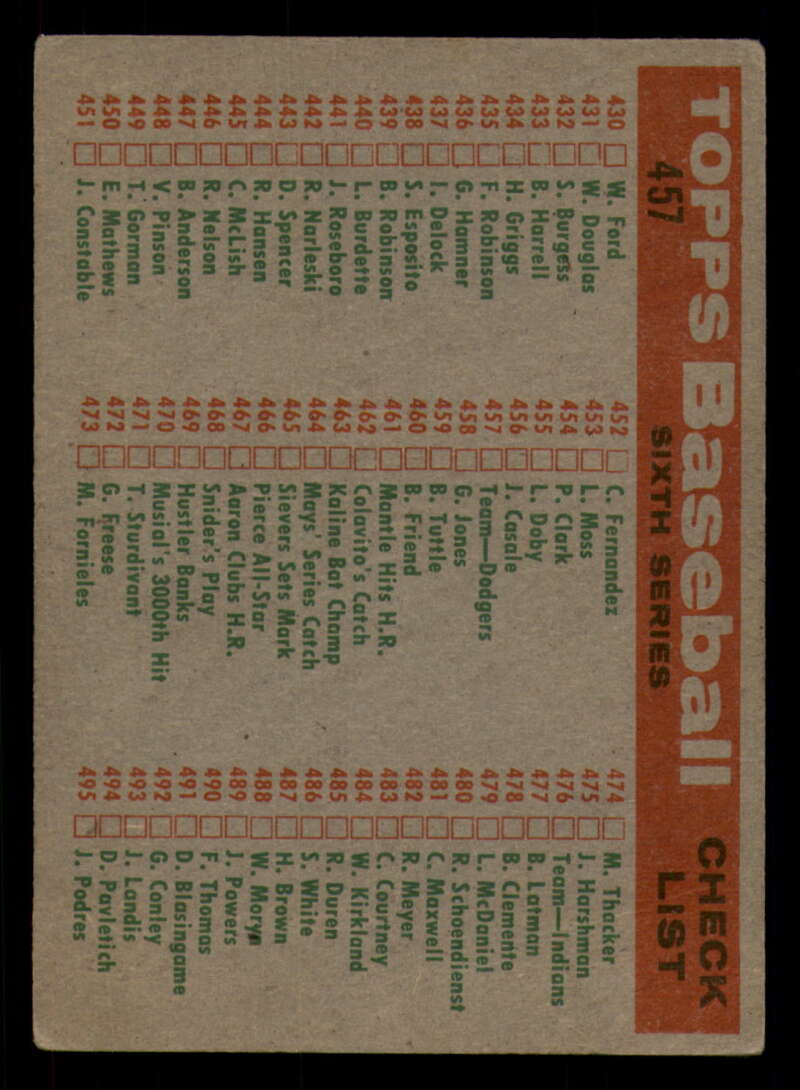 TOPPS Baseball CHECK LIST
457 SIXTH SERIES
430 W. Ford
431 W. Douglas
432 S. Burgess
433 B. Harrell
434 H. Griggs
435 F. Robinson
436 G. Hamner
437 I. Delock
438 S. Esposito
439 B. Robinson
440 L. Burdette
441 J. Roseboro
442 R. Narleski
443 D. Spencer
444 R. Hansen
445 C. McLish
446 R. Nelson
447 B. Anderson
448 V. Pinson
449 T. Gorman
450 E. Mathews
451 J. Constable
452 C. Fernandez
453 L. Moss
454 P. Clark
455 L. Doby
456 J. Casale
457 Team—Dodgers
458 G. Jones
459 B. Tuttle
460 B. Friend
461 Mantle Hits H.R.
462 Colavito's Catch
463 Kaline Bat Champ
464 Mays' Series Catch
465 Sievers Sets Mark
466 Pierce All-Star
467 Aaron Clubs H.R.
468 Snider's Play
469 Hustler Banks
470 Musial's 3000th Hit
471 T. Sturdivant
472 G. Freese
473 M. Fornieles
474 M. Thacker
475 J. Harshman
476 Team—Indians
477 B. Latman
478 B. Clemente
479 L. McDaniel
480 R. Schoendienst
481 C. Maxwell
482 R. Meyer
483 C. Courtney
484 W. Kirkland
485 R. Duren
486 S. White
487 H. Brown
488 W. Moryn
489 J. Powers
490 F. Thomas
491 D. Blasingame
492 G. Conley
493 J. Landis
494 D. Pavletich
495 J. Podres